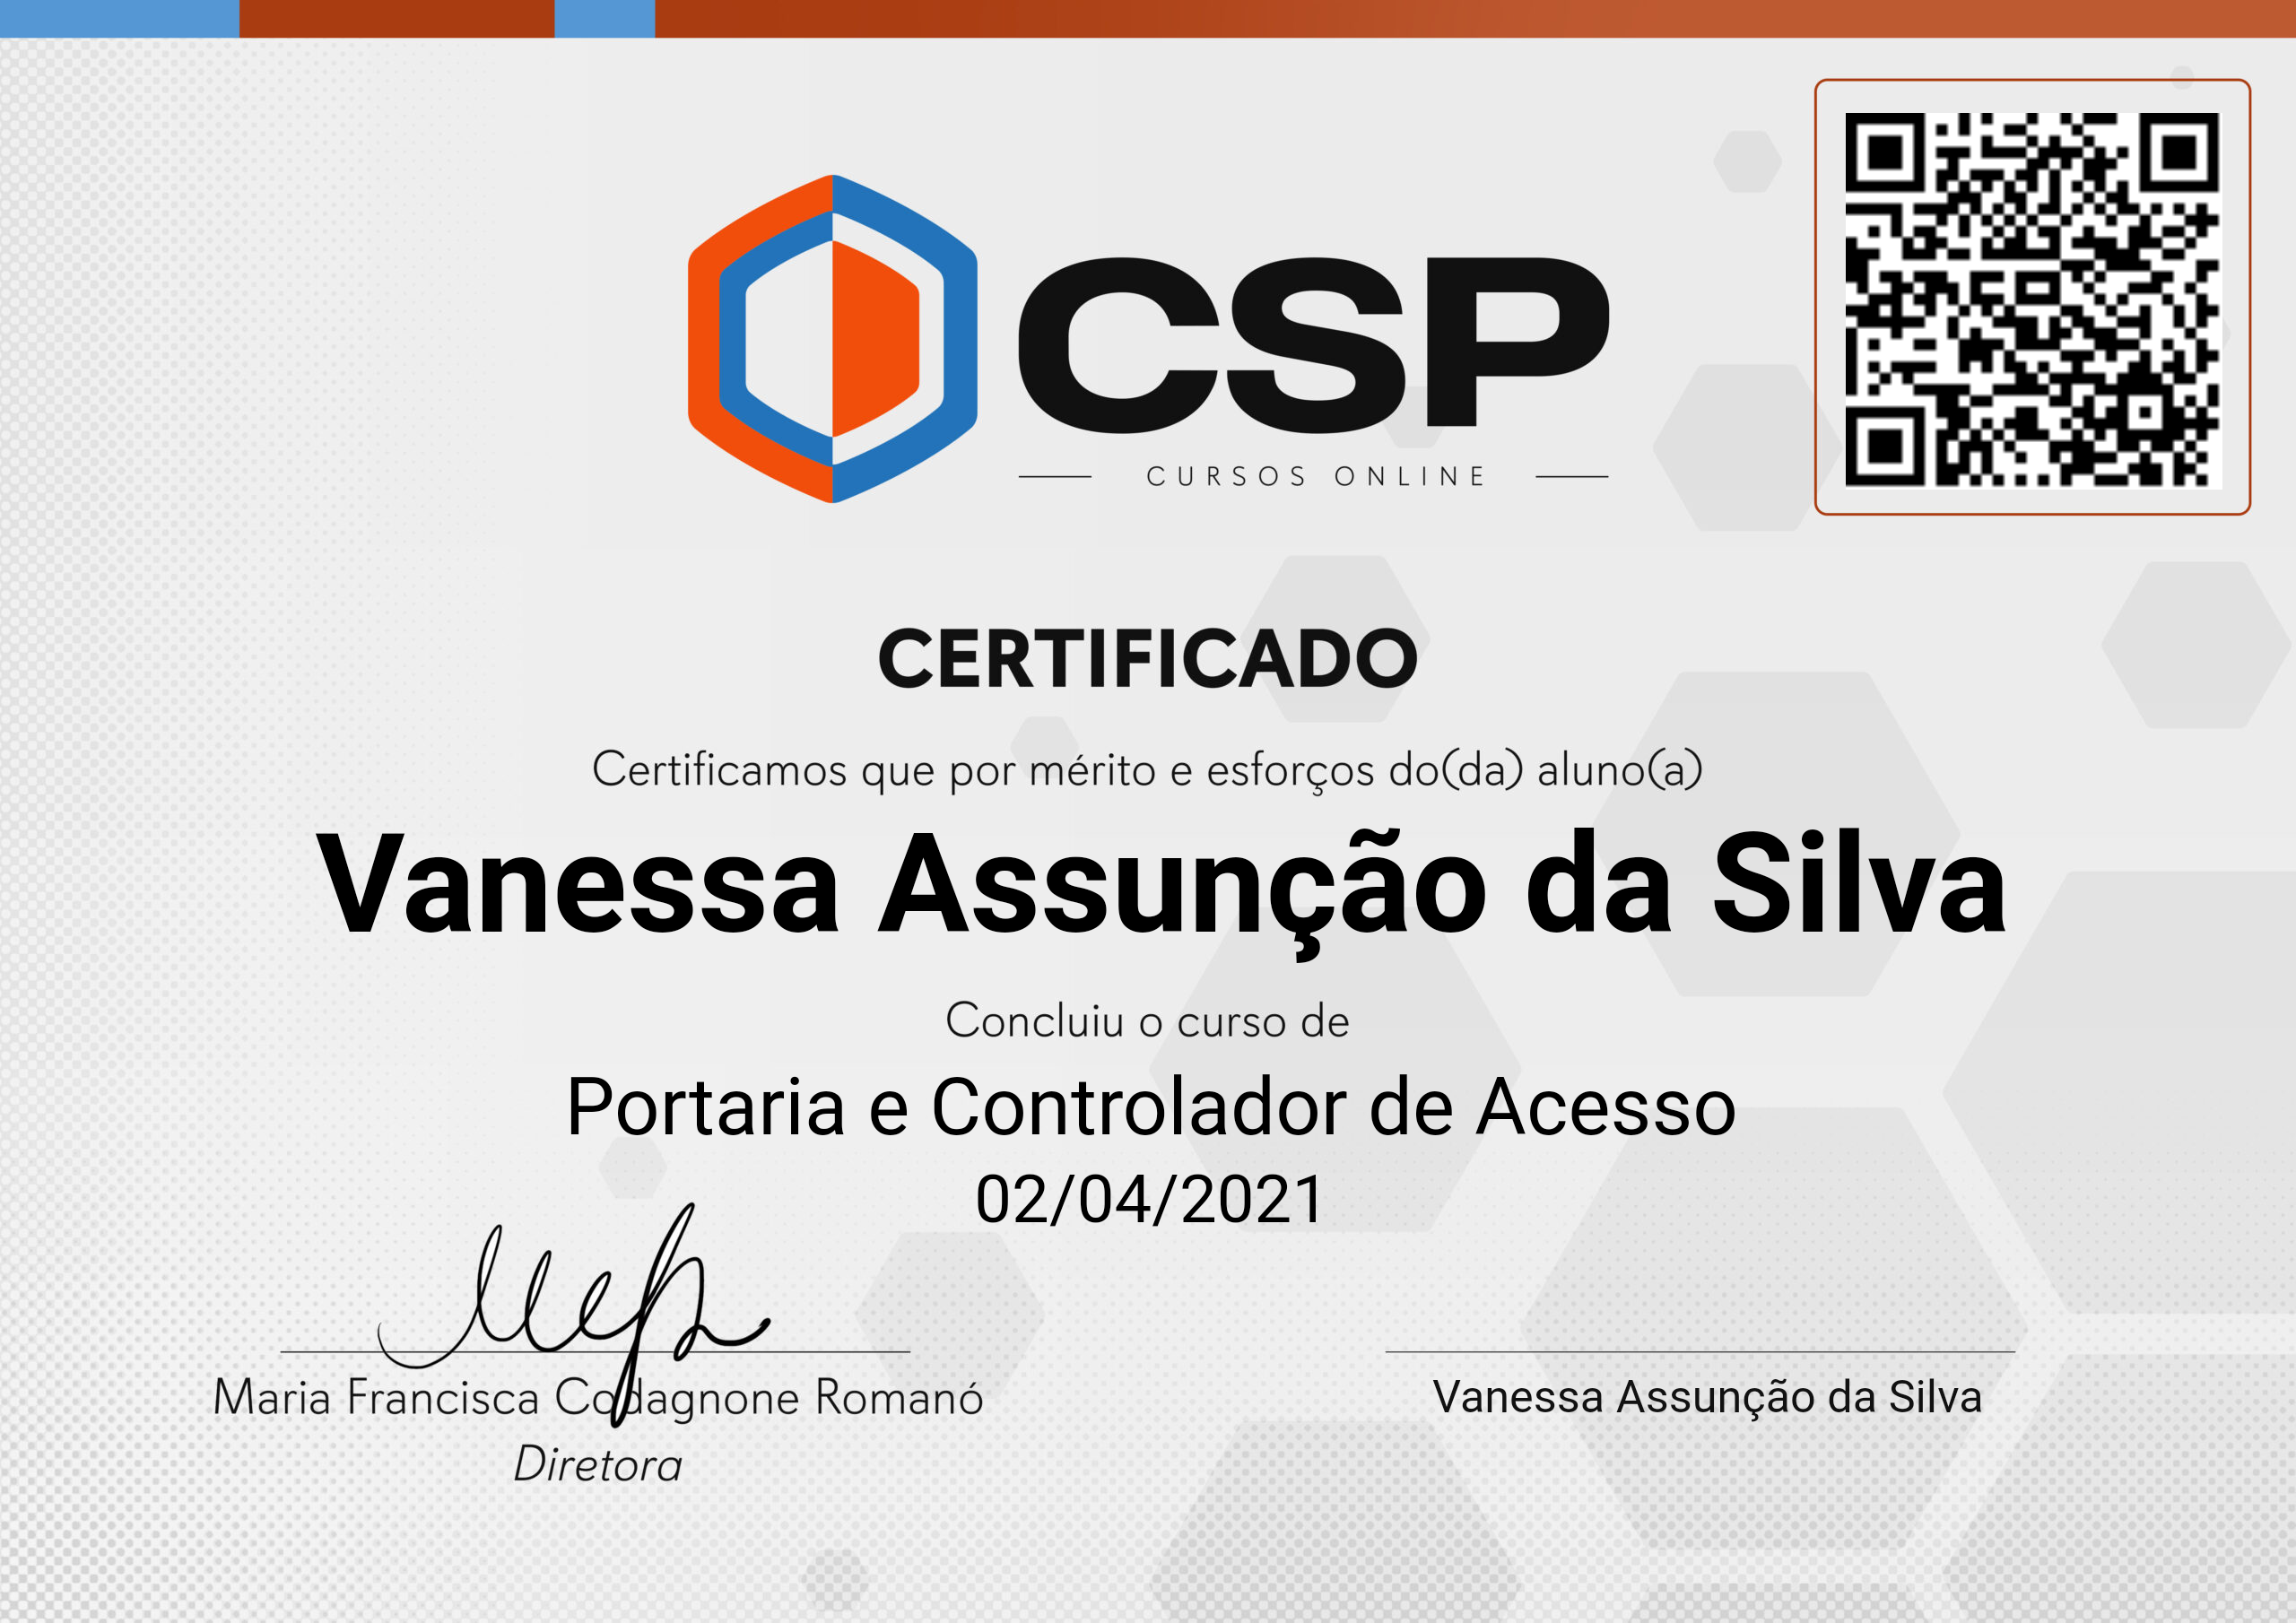 CSP
CURSOS ONLINE
CERTIFICADO
Certificamos que por mérito e esforços do(da) aluno(a)
Vanessa Assunção da Silva
Concluiu o curso de
Portaria e Controlador de Acesso
02/04/2021
Maria Francisca Codagnone Romanó
Diretora
Vanessa Assunção da Silva